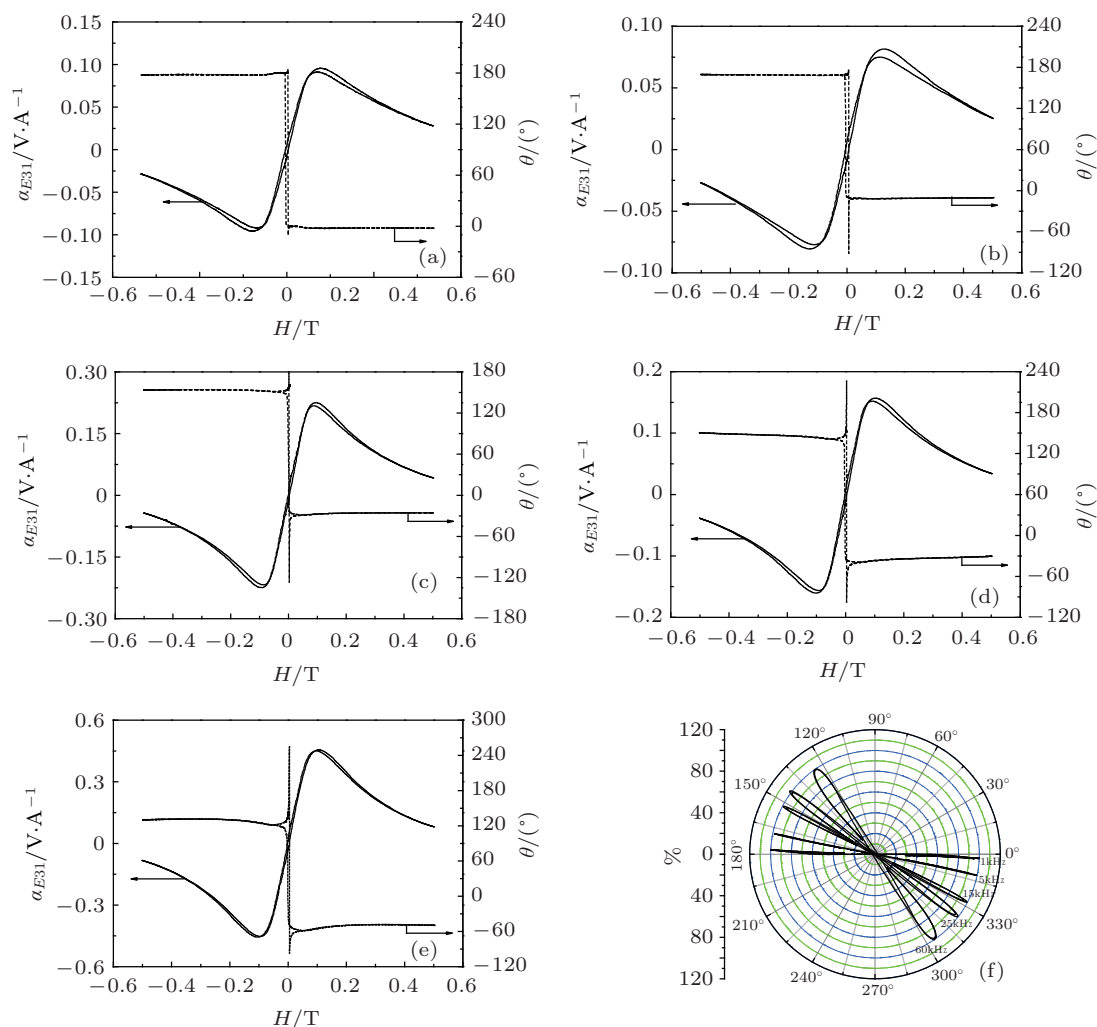 0.15
0.10
0.05
0
−0.05
−0.10
−0.15
αE31/V·A−1
240
180
120
60
0
−60
θ/(°)
(a)
−0.6 −0.4 −0.2 0 0.2 0.4 0.6
H/T
0.10
0.05
0
−0.05
−0.10
αE31/V·A−1
240
180
120
60
0
−60
−120
θ/(°)
(b)
−0.6 −0.4 −0.2 0 0.2 0.4 0.6
H/T
0.30
0.15
0
−0.15
−0.30
αE31/V·A−1
180
120
60
0
−60
−120
−180
θ/(°)
(c)
−0.6 −0.4 −0.2 0 0.2 0.4 0.6
H/T
0.2
0.1
0
−0.1
−0.2
αE31/V·A−1
240
180
120
60
0
−60
−120
θ/(°)
(d)
−0.6 −0.4 −0.2 0 0.2 0.4 0.6
H/T
0.6
0.3
0
−0.3
−0.6
αE31/V·A−1
300
240
180
120
60
0
−60
−120
θ/(°)
(e)
−0.6 −0.4 −0.2 0 0.2 0.4 0.6
H/T
120
80
40
0
40
80
120
%
90°
120°
60°
150°
30°
180°
0°
210°
330°
240°
300°
270°
1kHz
5kHz
15kHz
25kHz
60kHz
(f)